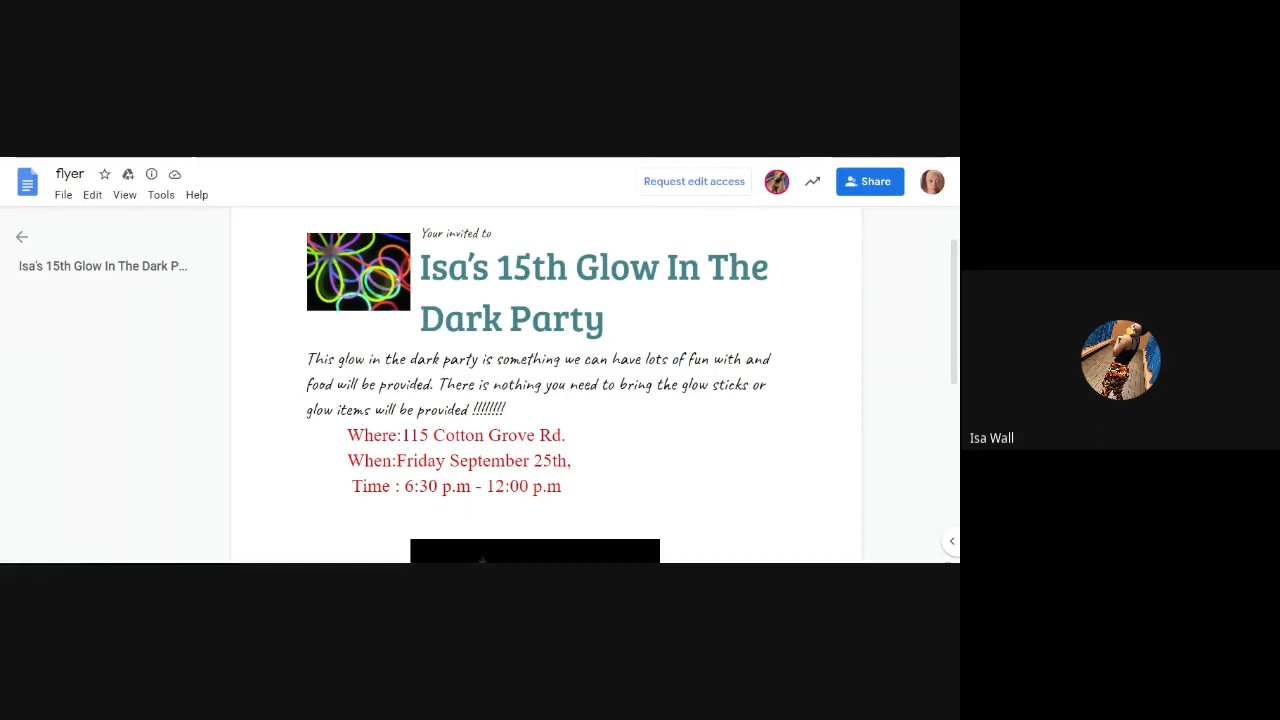 flyer
File Edit View Tools Help
Request edit access
Share
Isa's 15th Glow In The Dark P...
Your invited to
Isa's 15th Glow In The
Dark Party
This glow in the dark party is something we can have lots of fun with and
food will be provided. There is nothing you need to bring the glow sticks or
glow items will be provided !!!!!!!!
Where:115 Cotton Grove Rd.
When:Friday September 25th,
Time : 6:30 p.m - 12:00 p.m
Isa Wall